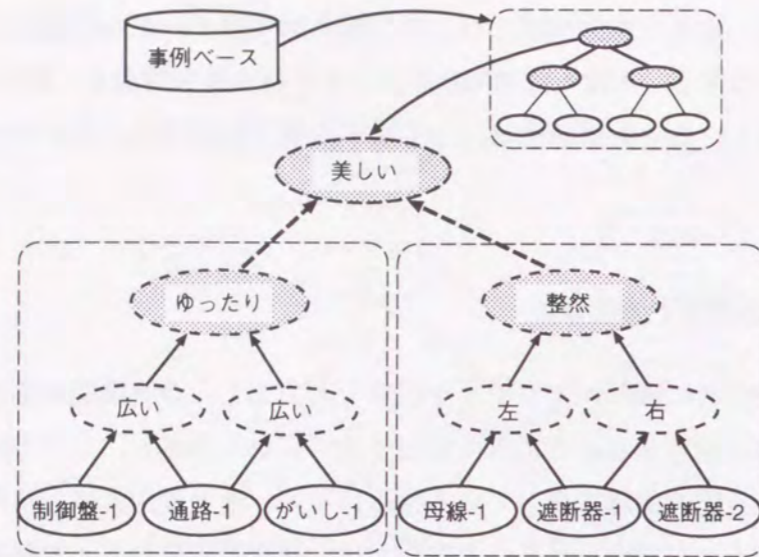 事例ベース
美しい
ゆったり
整然
広い
広い
左
右
制御盤-1
通路-1
がいし-1
母線-1
遮断器-1
遮断器-2